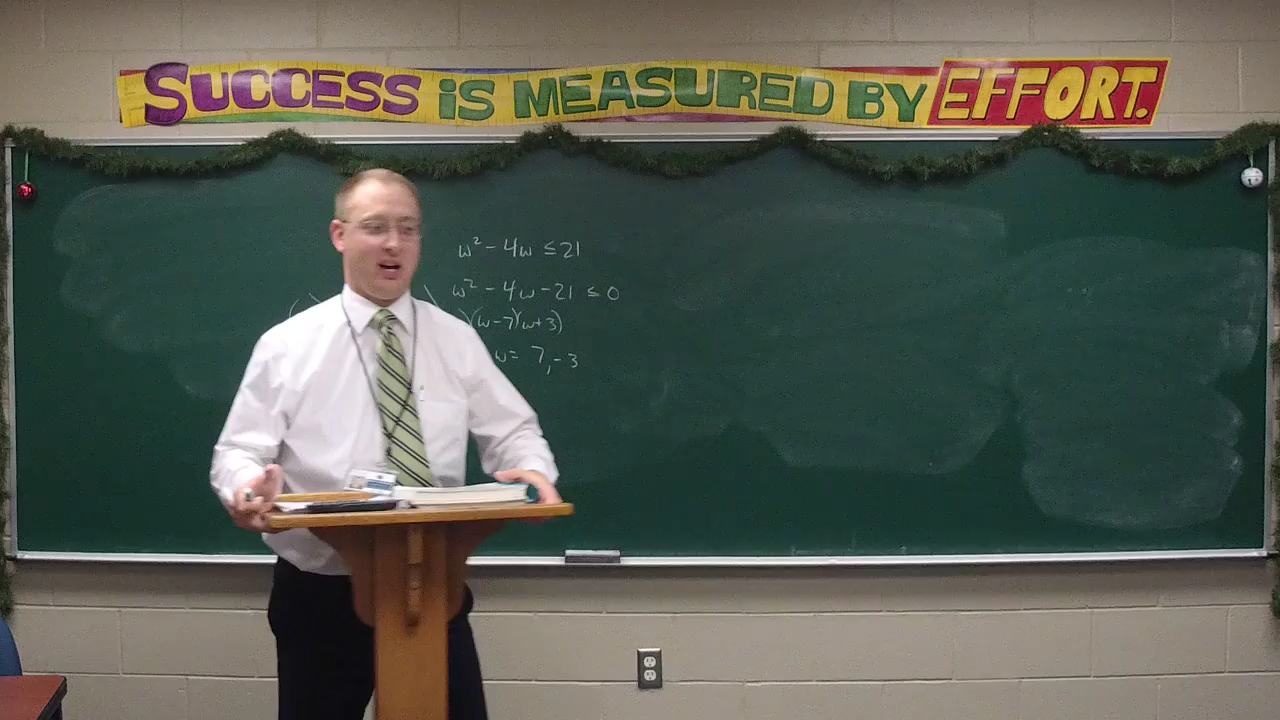 SUCCESS IS MEASURED BY EFFORT.
w² - 4w ≤ 21
w² - 4w - 21 ≤ 0
)(w-7)(w+3)
w = 7, -3